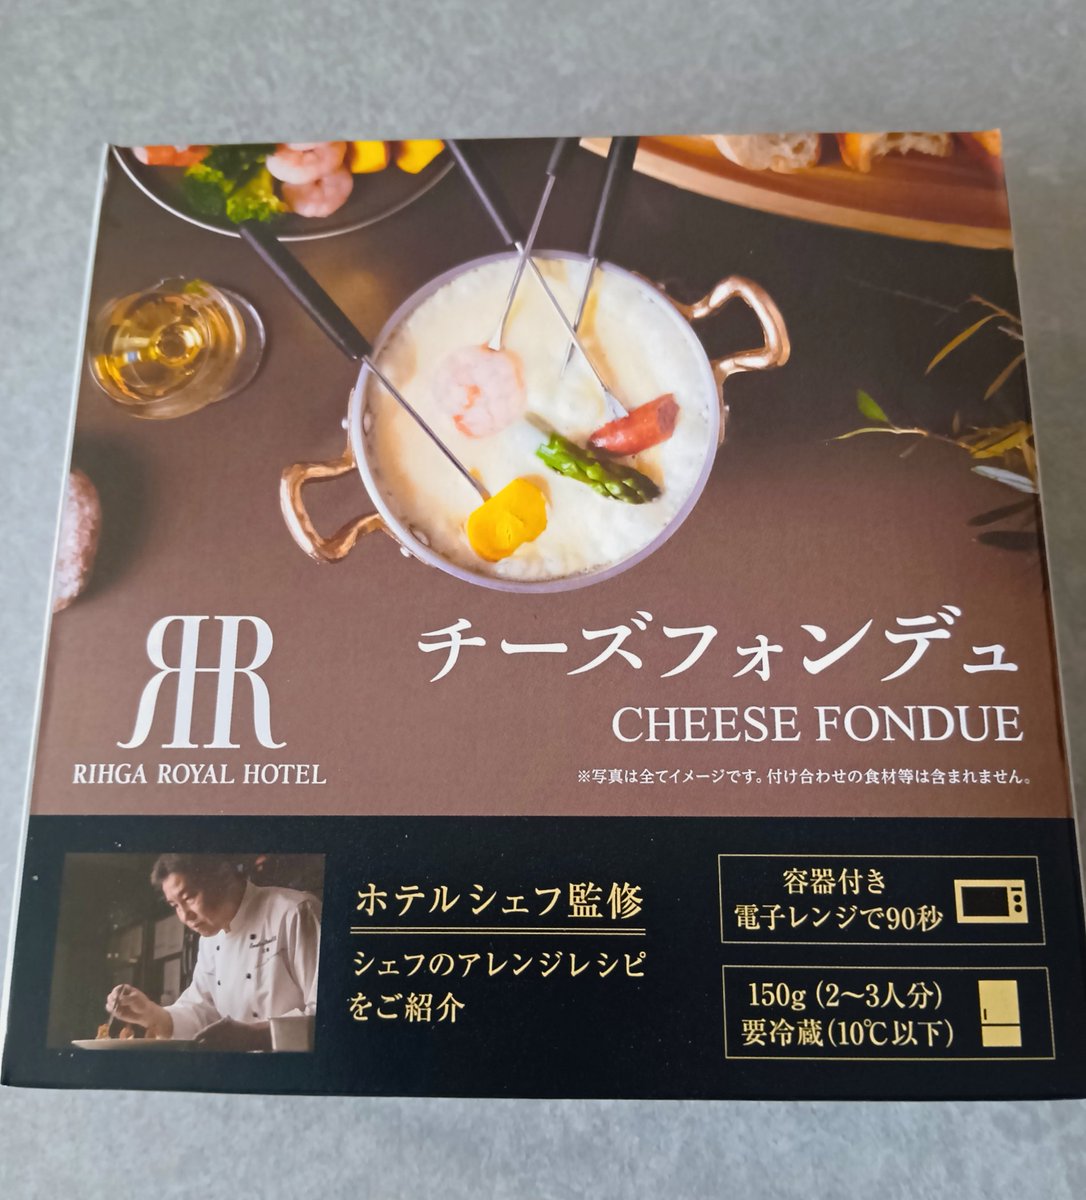 チーズフォンデュ
CHEESE FONDUE
RIHGA ROYAL HOTEL
※写真は全てイメージです。付け合わせの食材等は含まれません。
ホテルシェフ監修
シェフのアレンジレシピ
をご紹介
容器付き
電子レンジで90秒
150g (2〜3人分)
要冷蔵(10℃以下)